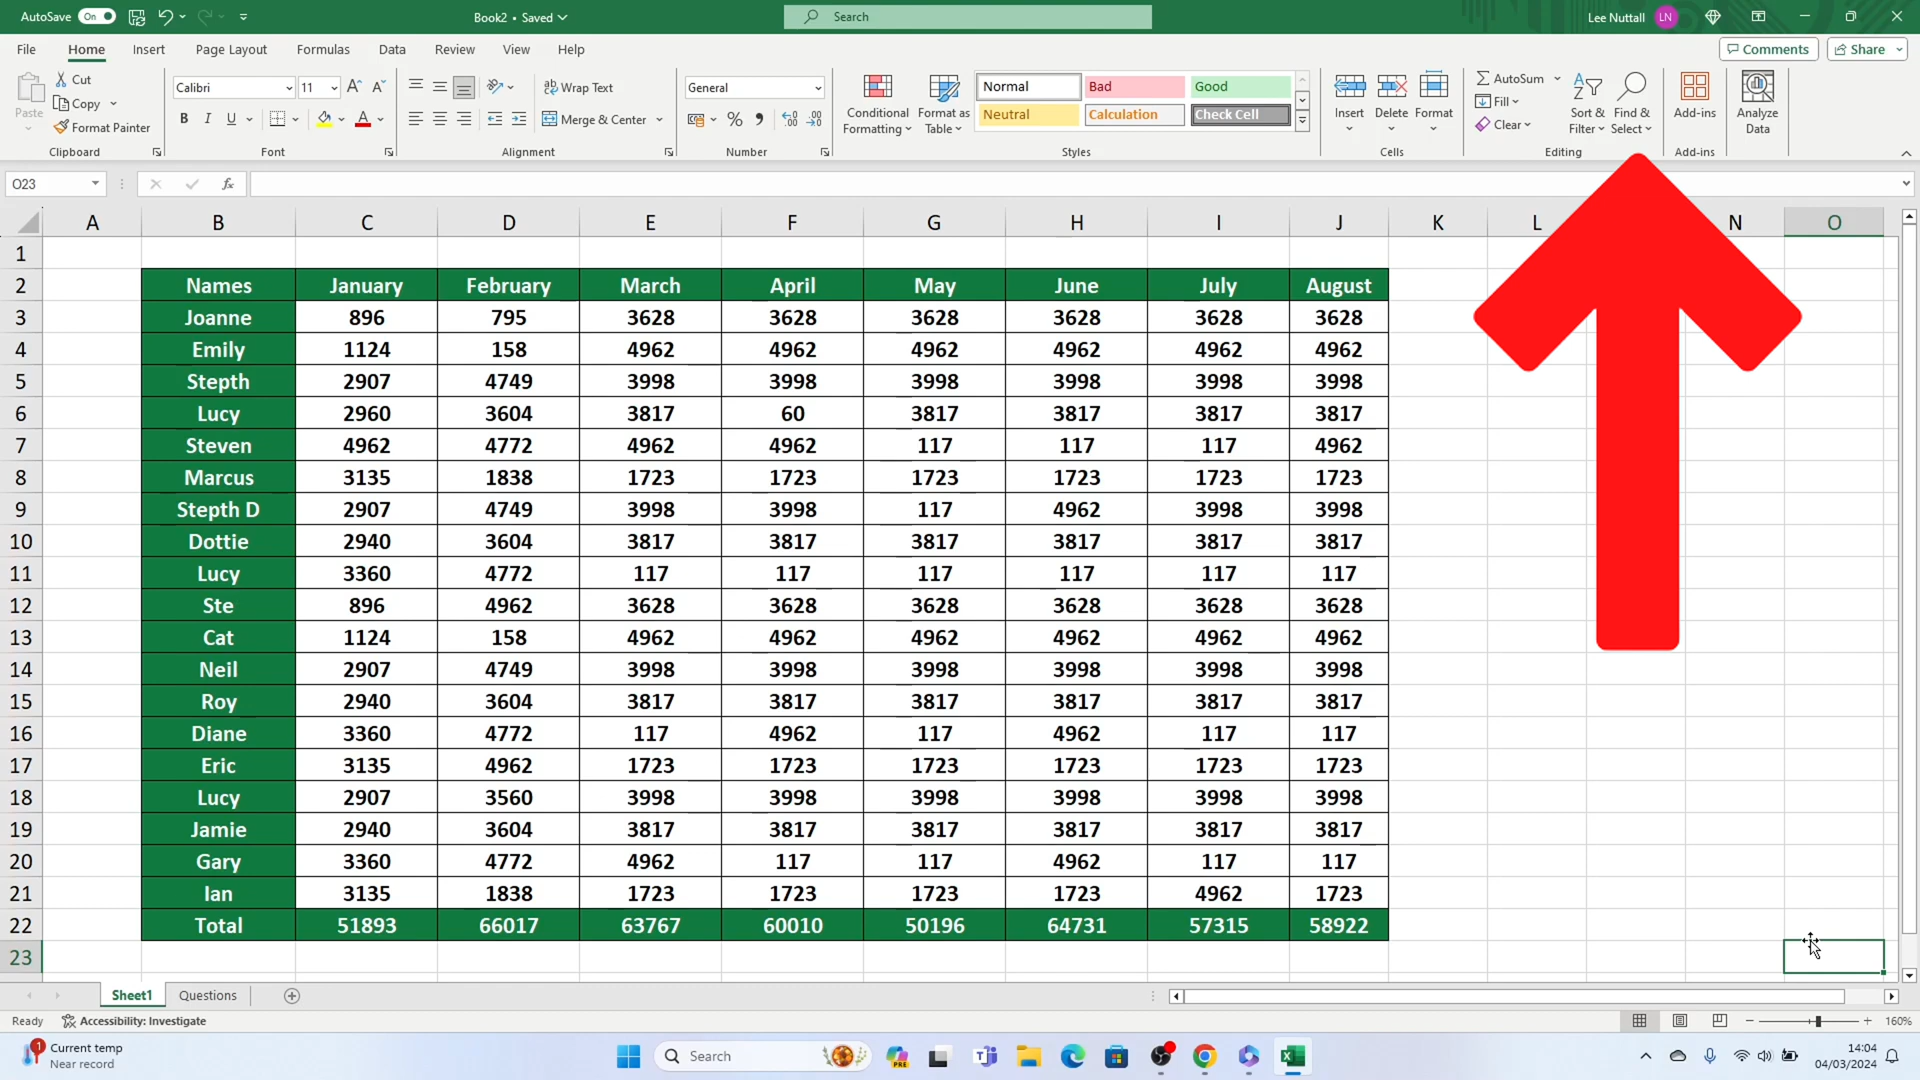 AutoSave On Book2 • Saved Search Lee Nuttall LN
File Home Insert Page Layout Formulas Data Review View Help Comments Share
Paste Cut Copy Format Painter Clipboard
Calibri 11 B I U A A A Font
Wrap Text Merge & Center Alignment
General % 9 Number
Conditional Formatting Format as Table Normal Bad Good Neutral Calculation Check Cell Styles
Insert Delete Format Cells
AutoSum Fill Clear Sort & Filter Find & Select Editing
Add-ins Add-ins
Analyze Data
O23 fx
A B C D E F G H I J K L N O
1
2 Names January February March April May June July August
3 Joanne 896 795 3628 3628 3628 3628 3628 3628
4 Emily 1124 158 4962 4962 4962 4962 4962 4962
5 Stepth 2907 4749 3998 3998 3998 3998 3998 3998
6 Lucy 2960 3604 3817 60 3817 3817 3817 3817
7 Steven 4962 4772 4962 4962 117 117 117 4962
8 Marcus 3135 1838 1723 1723 1723 1723 1723 1723
9 Stepth D 2907 4749 3998 3998 117 4962 3998 3998
10 Dottie 2940 3604 3817 3817 3817 3817 3817 3817
11 Lucy 3360 4772 117 117 117 117 117 117
12 Ste 896 4962 3628 3628 3628 3628 3628 3628
13 Cat 1124 158 4962 4962 4962 4962 4962 4962
14 Neil 2907 4749 3998 3998 3998 3998 3998 3998
15 Roy 2940 3604 3817 3817 3817 3817 3817 3817
16 Diane 3360 4772 117 4962 117 4962 117 117
17 Eric 3135 4962 1723 1723 1723 1723 1723 1723
18 Lucy 2907 3560 3998 3998 3998 3998 3998 3998
19 Jamie 2940 3604 3817 3817 3817 3817 3817 3817
20 Gary 3360 4772 4962 117 117 4962 117 117
21 Ian 3135 1838 1723 1723 1723 1723 4962 1723
22 Total 51893 66017 63767 60010 50196 64731 57315 58922
23
Sheet1 Questions
Ready Accessibility: Investigate 160%
1 Current temp Search PRE 14:04
Near record 04/03/2024